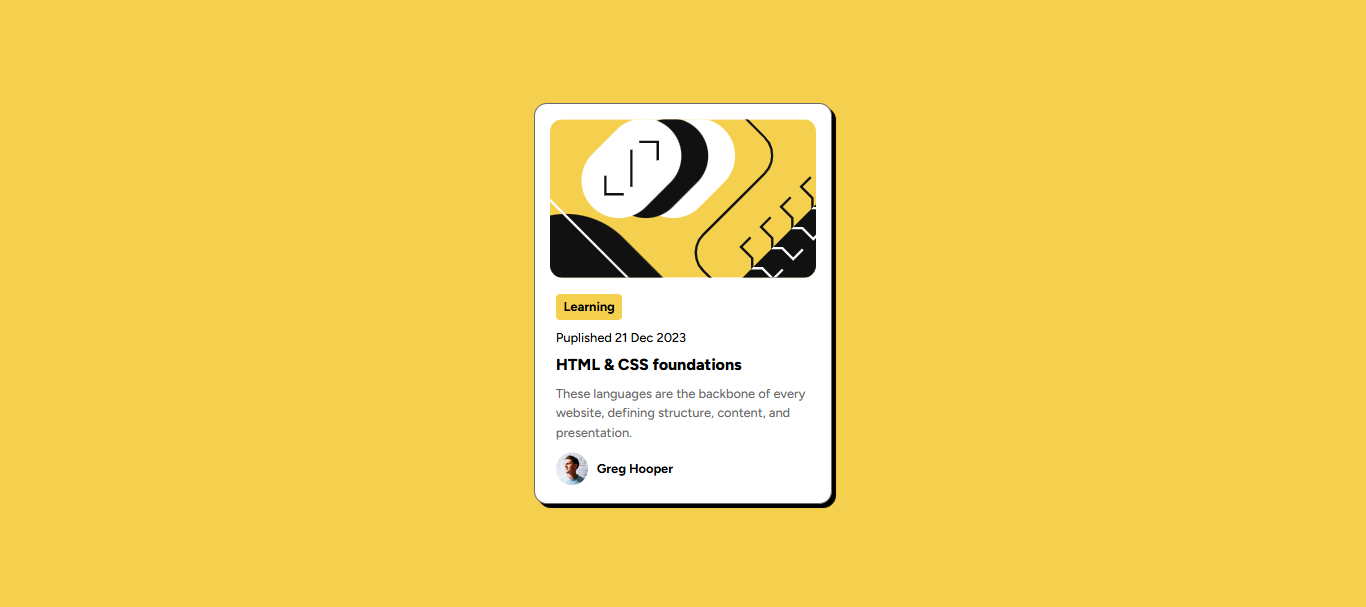 Learning
Puplished 21 Dec 2023
HTML & CSS foundations
These languages are the backbone of every
website, defining structure, content, and
presentation.
Greg Hooper